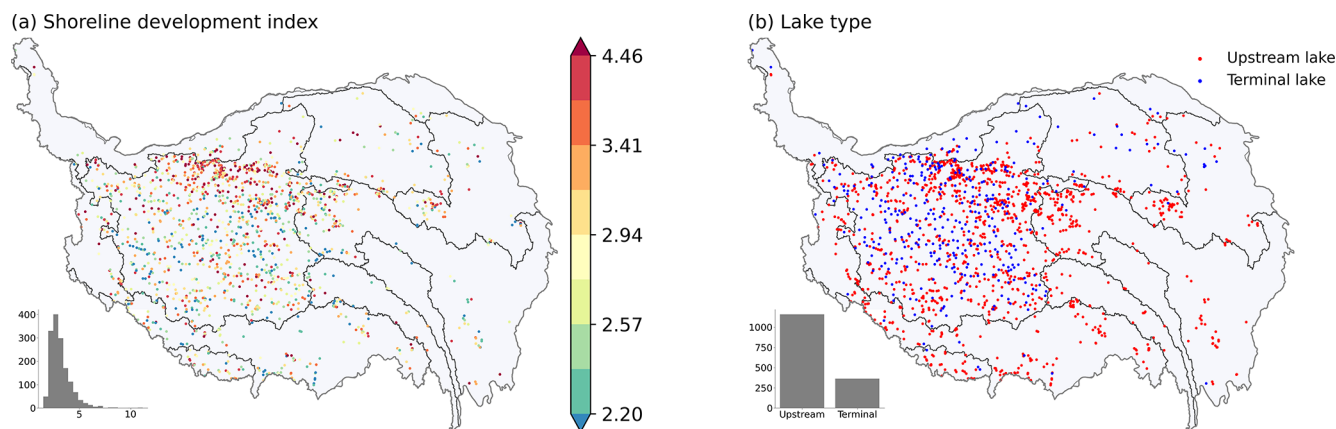 (a) Shoreline development index
4.46
3.41
2.94
2.57
2.20
400
300
200
100
0
5
10
(b) Lake type
Upstream lake
Terminal lake
1000
750
500
250
0
Upstream
Terminal